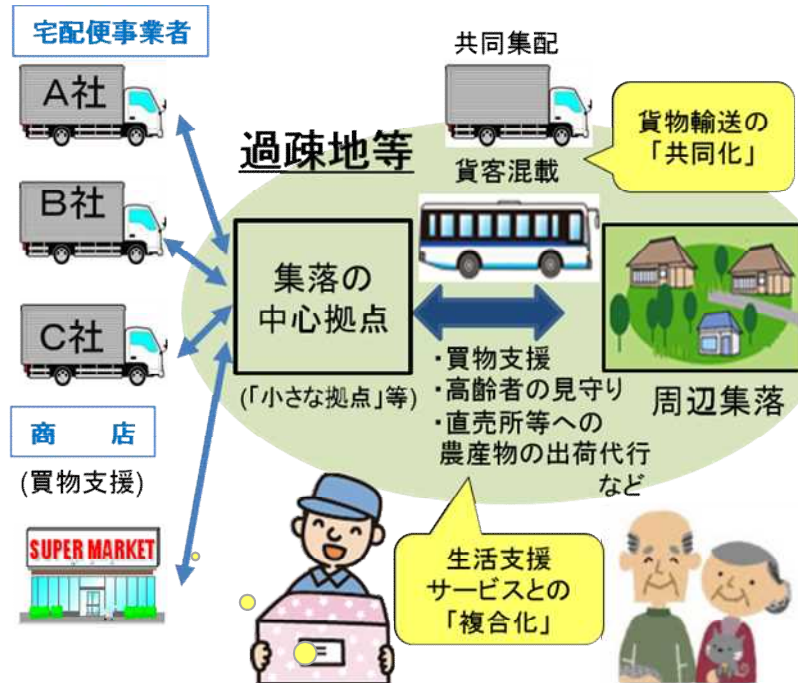 宅配便事業者
A社
B社
C社
商　店
(買物支援)
SUPER MARKET
過疎地等
共同集配
貨客混載
貨物輸送の
「共同化」
集落の
中心拠点
(「小さな拠点」等)
・買物支援
・高齢者の見守り
・直売所等への
農産物の出荷代行
など
周辺集落
生活支援
サービスとの
「複合化」